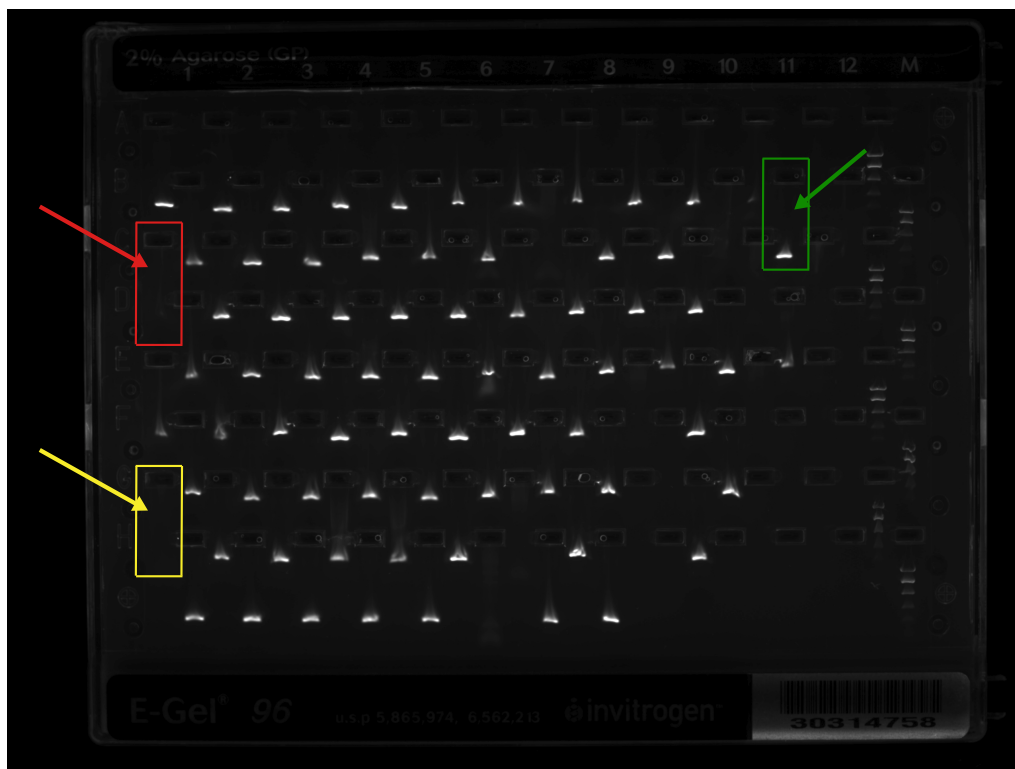 2% Agarose (GP)
1 2 3 4 5 6 7 8 9 10 11 12 M
A
B
D
E
F
E-Gel® 96 u.s.p 5,865,974, 6,562,213 invitrogen™
30314758